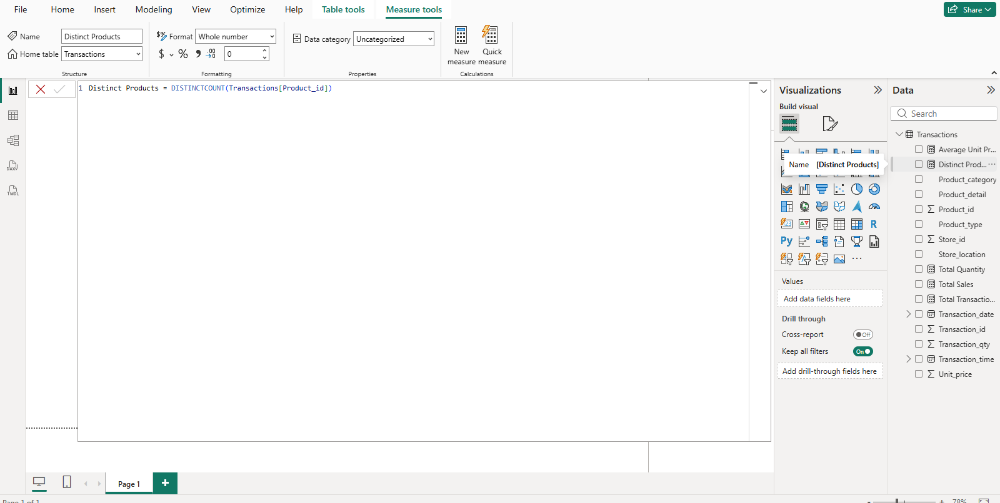 File Home Insert Modeling View Optimize Help Table tools Measure tools Share
Name Distinct Products
Home table Transactions
Structure
$% Format Whole number
$ % , .00 0
Formatting
Data category Uncategorized
Properties
New measure
Quick measure
Calculations
1 Distinct Products = DISTINCTCOUNT(Transactions[Product_id])
DAX
TMDL
Visualizations
Build visual
Name [Distinct Products]
123
R
Py
...
Values
Add data fields here
Drill through
Cross-report Off
Keep all filters On
Add drill-through fields here
Data
Search
Transactions
Average Unit Pr...
Distinct Prod... ...
Product_category
Product_detail
Σ Product_id
Product_type
Σ Store_id
Store_location
Total Quantity
Total Sales
Total Transactio...
Transaction_date
Σ Transaction_id
Σ Transaction_qty
Transaction_time
Σ Unit_price
Page 1 +
Page 1 of 1
- + 78%